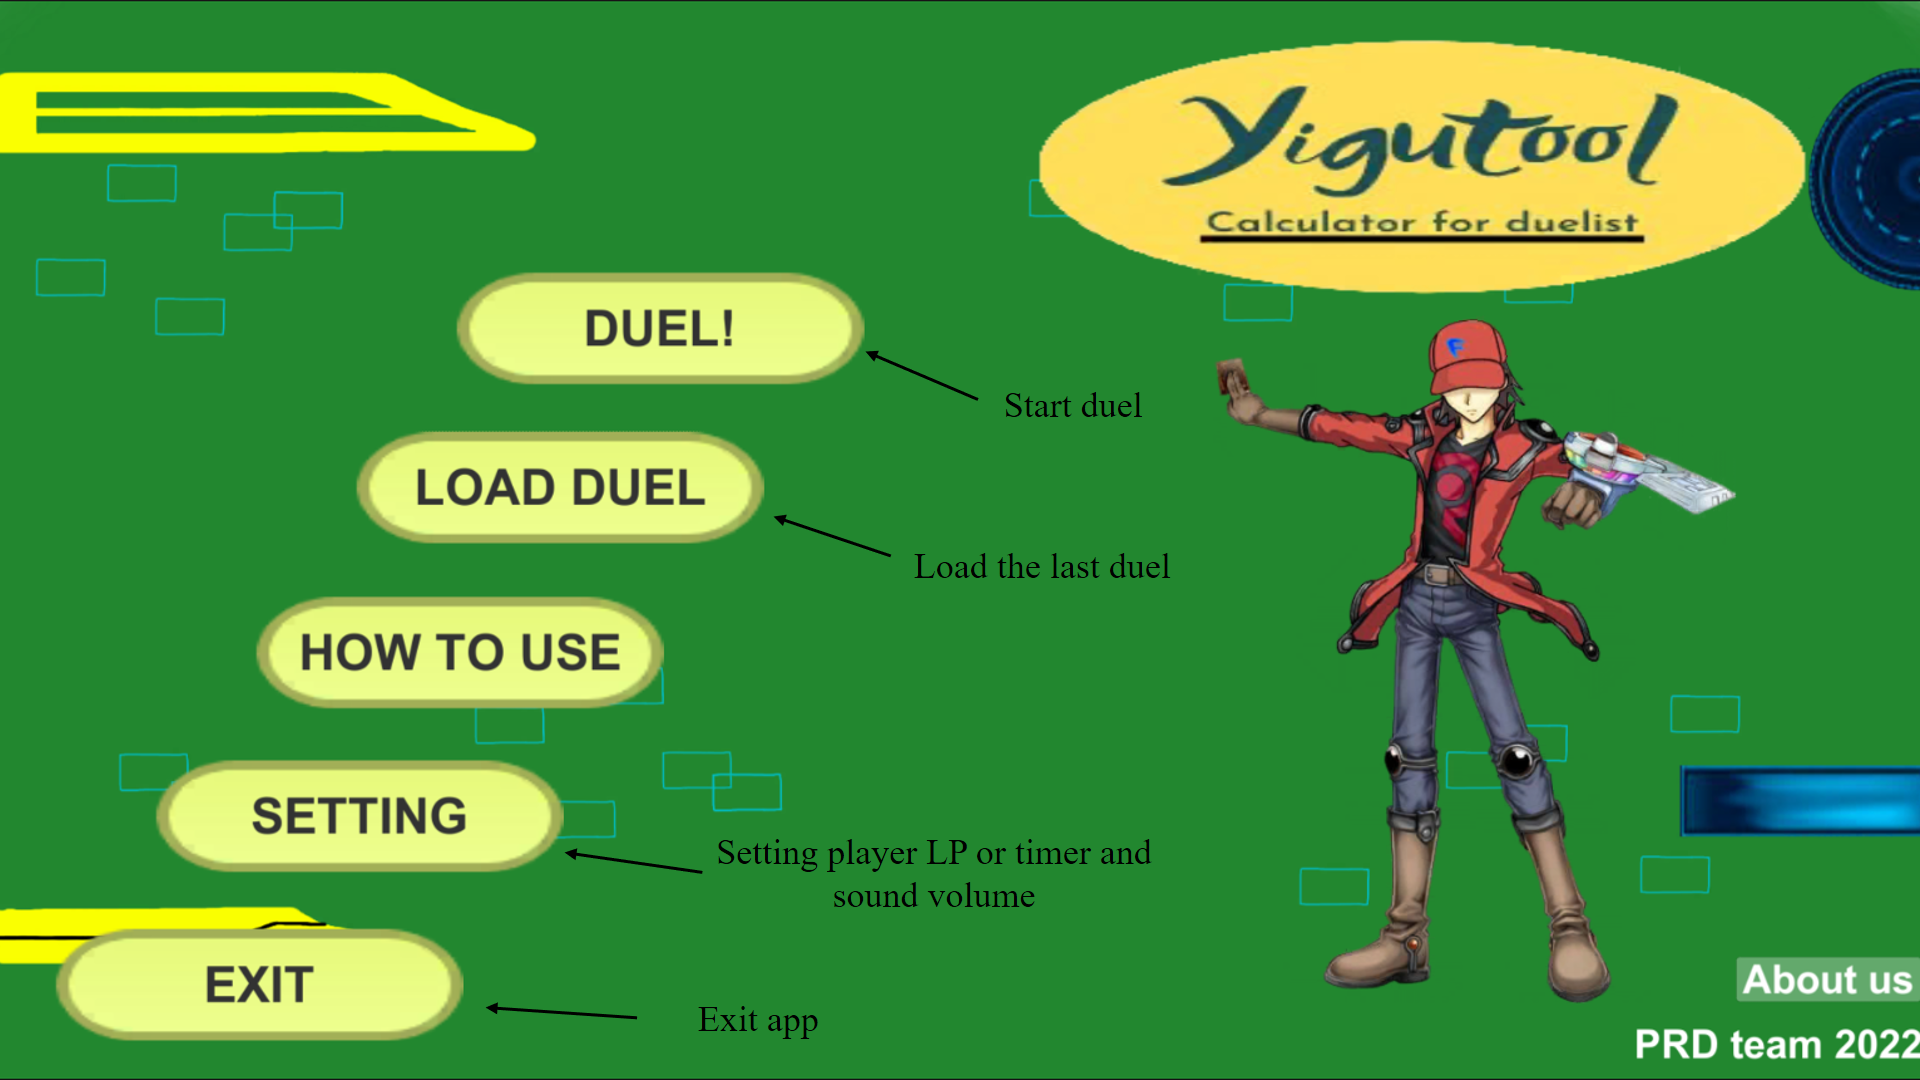 Yigutool
Calculator for duelist
DUEL!
Start duel
F
LOAD DUEL
Load the last duel
HOW TO USE
SETTING
Setting player LP or timer and
sound volume
EXIT
Exit app
About us
PRD team 2022